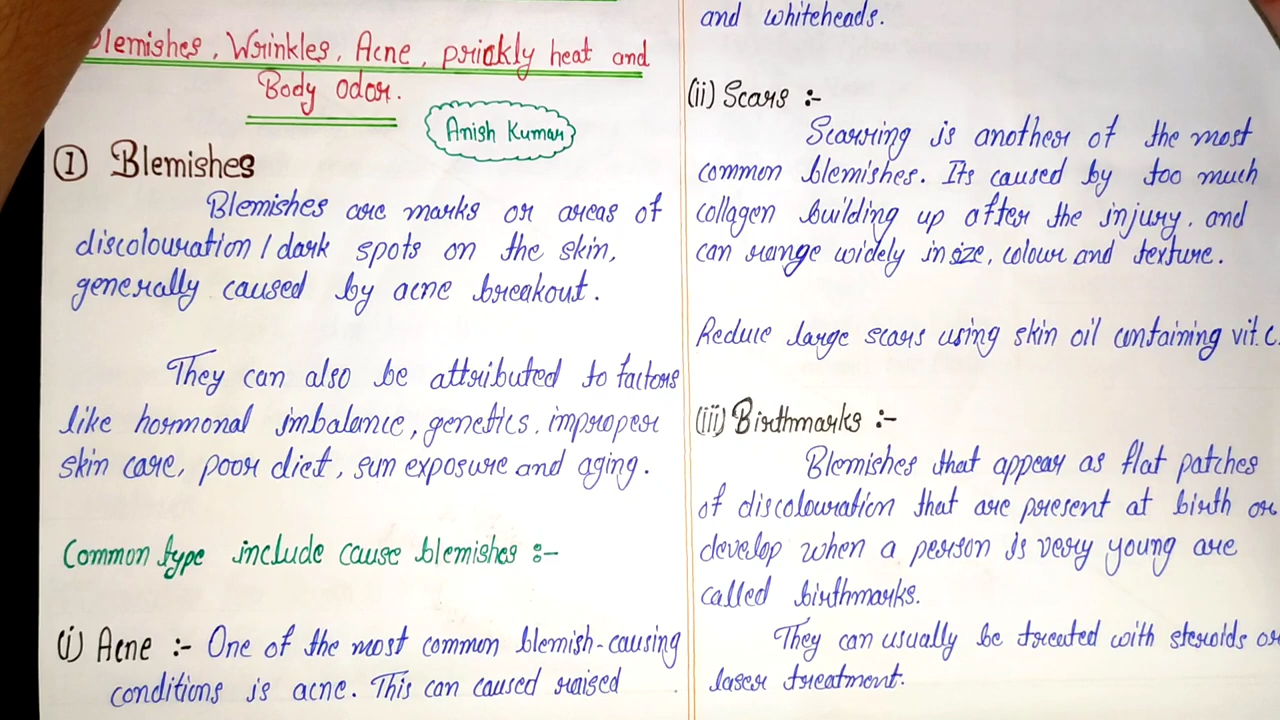 Blemishes, Wrinkles, Acne, prickly heat and
Body Odor.
Anish Kumar
① Blemishes
Blemishes are marks or areas of
discolouration / dark spots on the skin,
generally caused by acne breakout.
They can also be attributed to factors
like hormonal imbalance, genetics, improper
skin care, poor diet, sun exposure and aging.
Common type include cause blemishes :-
(i) Acne :- One of the most common blemish-causing
conditions is acne. This can caused raised
and whiteheads.
(ii) Scars :-
Scarring is another of the most
common blemishes. Its caused by too much
collagen building up after the injury, and
can range widely in size, colour and texture.
Reduce large scars using skin oil containing vit. C.
(iii) Birthmarks :-
Blemishes that appear as flat patches
of discolouration that are present at birth or
develop when a person is very young are
called birthmarks.
They can usually be treated with steroids or
laser treatment.